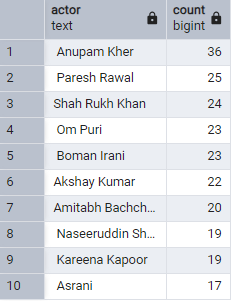 actor count
text bigint
1 Anupam Kher 36
2 Paresh Rawal 25
3 Shah Rukh Khan 24
4 Om Puri 23
5 Boman Irani 23
6 Akshay Kumar 22
7 Amitabh Bachch... 20
8 Naseeruddin Sh... 19
9 Kareena Kapoor 19
10 Asrani 17